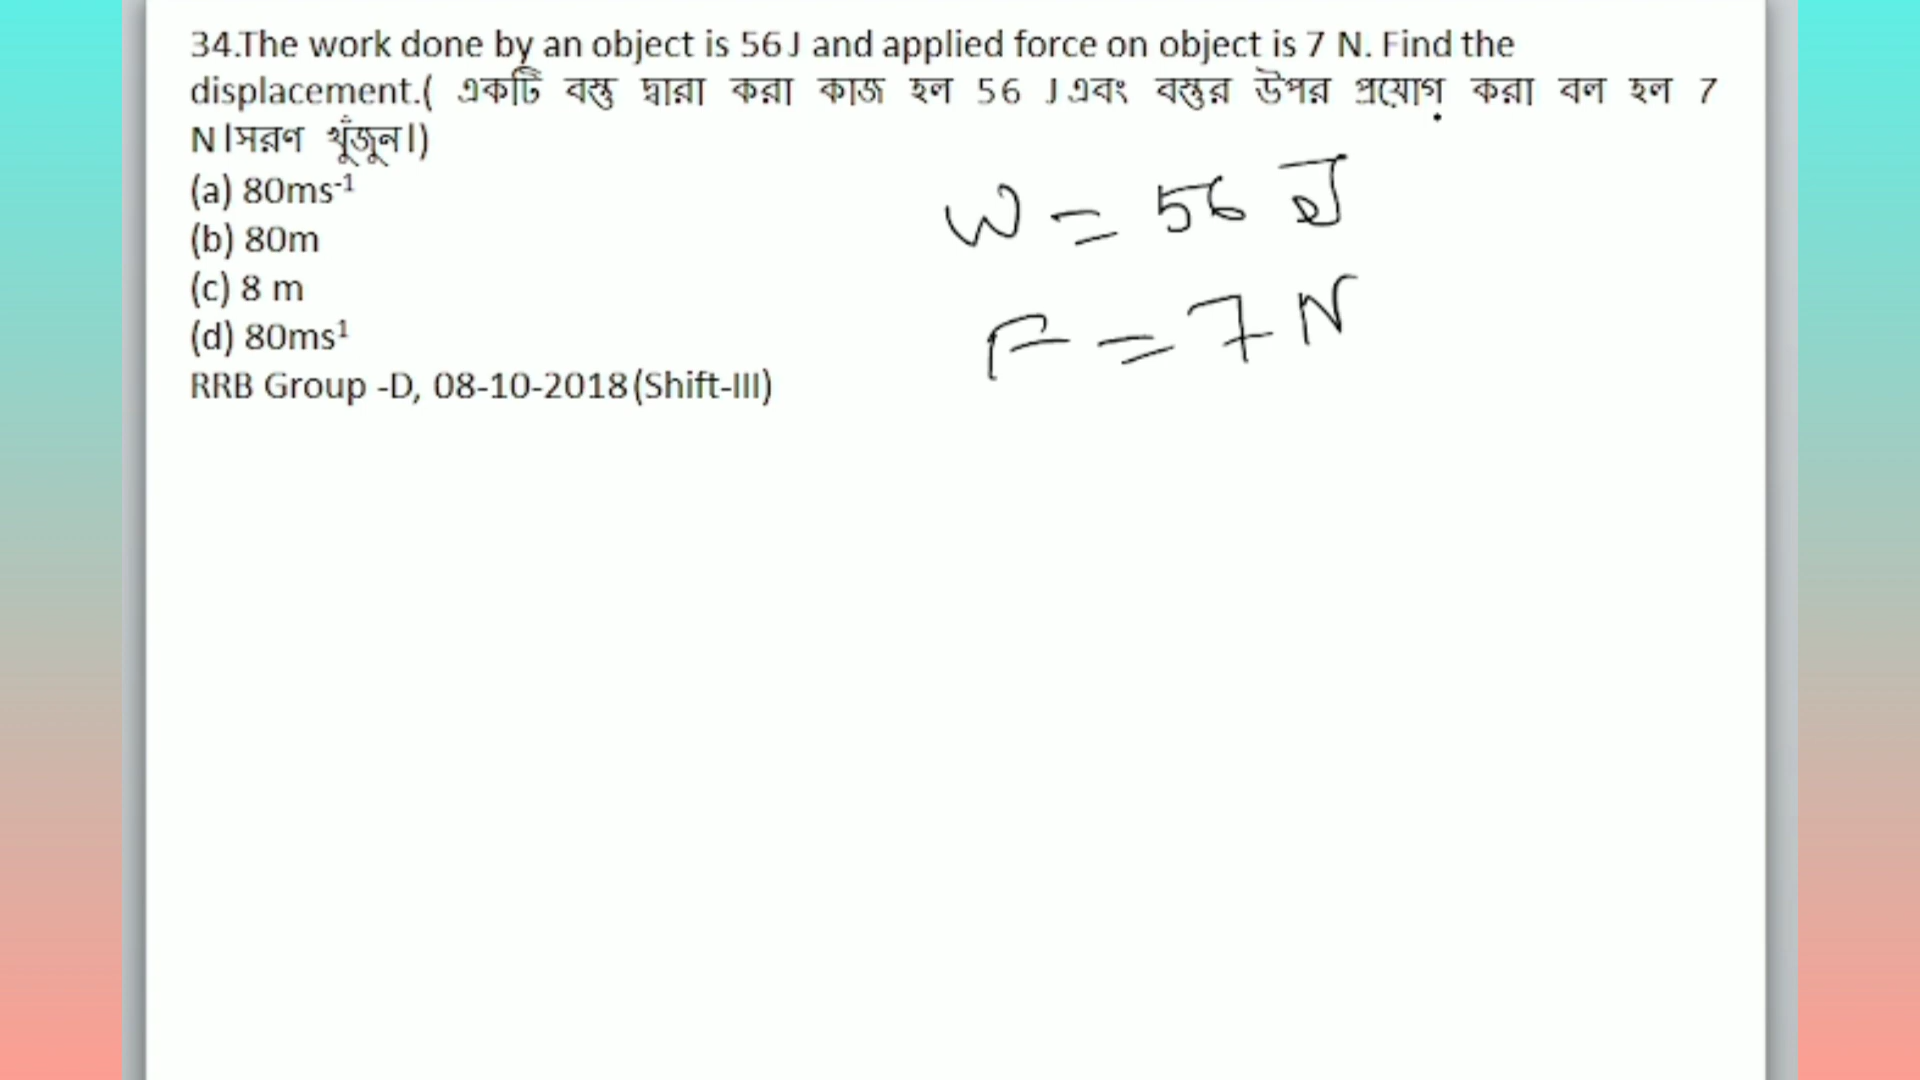 34.The work done by an object is 56 J and applied force on object is 7 N. Find the
displacement.( একটি বস্তু দ্বারা করা কাজ হল 56 J এবং বস্তুর উপর প্রয়োগ করা বল হল 7
N।সরণ খুঁজুন।)
(a) 80ms⁻¹
(b) 80m
(c) 8 m
(d) 80ms¹
RRB Group -D, 08-10-2018(Shift-III)
W = 56 J
F = 7 N